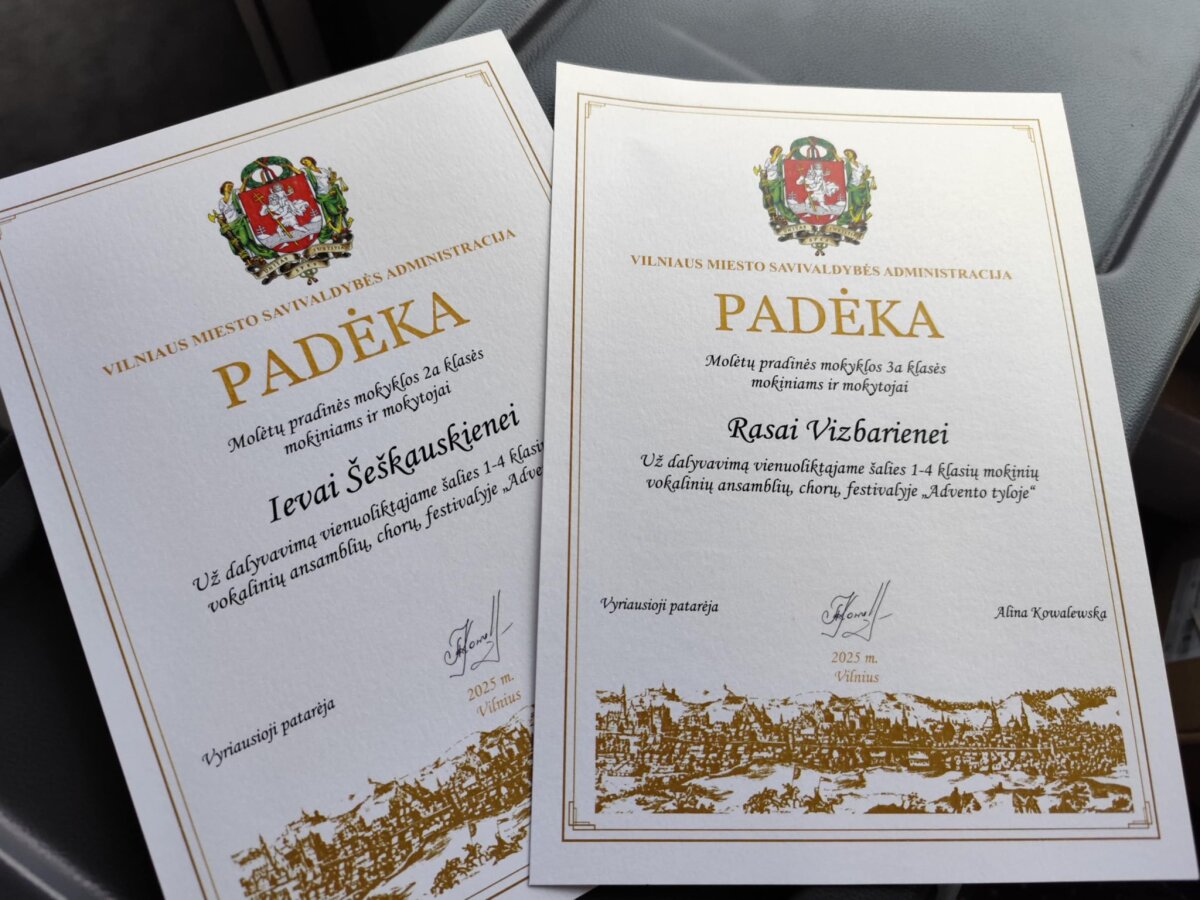 VILNIAUS MIESTO SAVIVALDYBĖS ADMINISTRACIJA
PADĖKA
Molėtų pradinės mokyklos 2a klasės
mokiniams ir mokytojai
Ievai Šeškauskienei
Už dalyvavimą vienuoliktajame šalies 1-4 klasių
vokalinių ansamblių, chorų, festivalyje „Advento
Vyriausioji patarėja
2025 m.
Vilnius
VILNIAUS MIESTO SAVIVALDYBĖS ADMINISTRACIJA
PADĖKA
Molėtų pradinės mokyklos 3a klasės
mokiniams ir mokytojai
Rasai Vizbarienei
Už dalyvavimą vienuoliktajame šalies 1-4 klasių mokinių
vokalinių ansamblių, chorų, festivalyje „Advento tyloje“
Vyriausioji patarėja
Alina Kowalewska
2025 m.
Vilnius